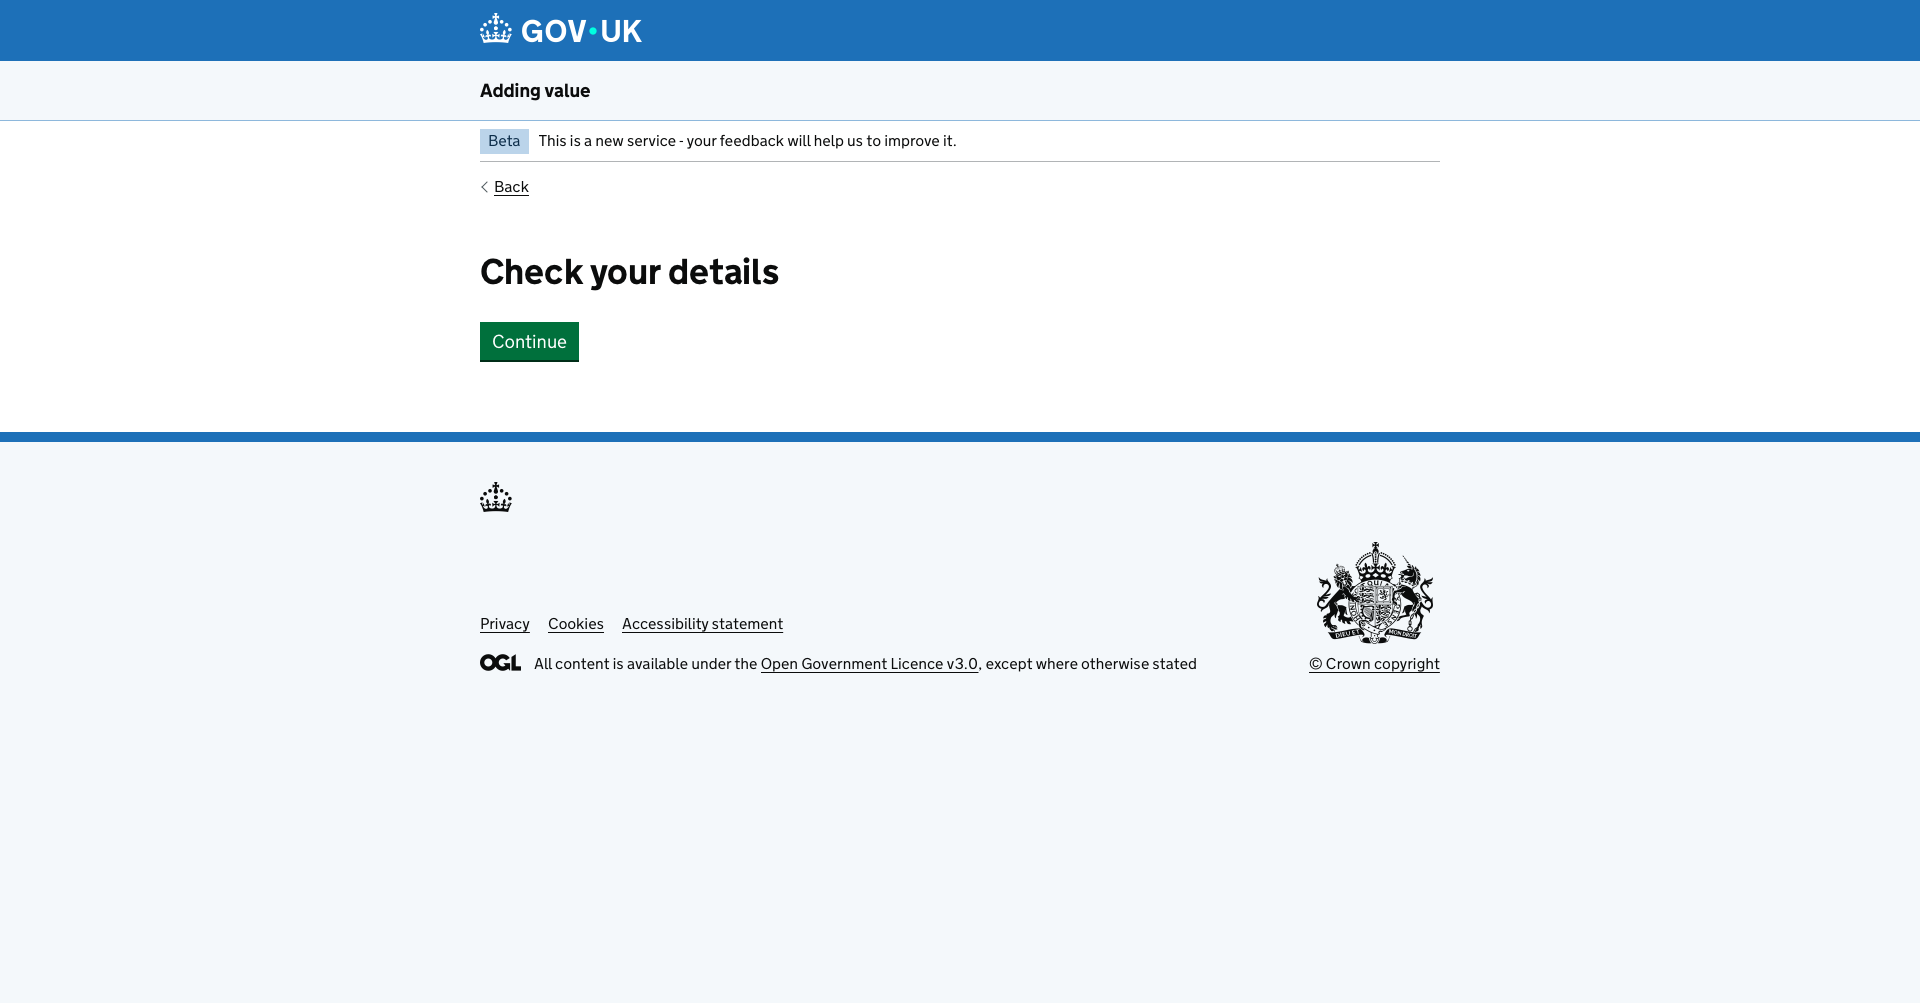 GOV·UK
Adding value
Beta This is a new service - your feedback will help us to improve it.
Back
Check your details
Continue
QUI
DIEU ET MON DROIT
Privacy Cookies Accessibility statement
OGL All content is available under the Open Government Licence v3.0, except where otherwise stated
© Crown copyright